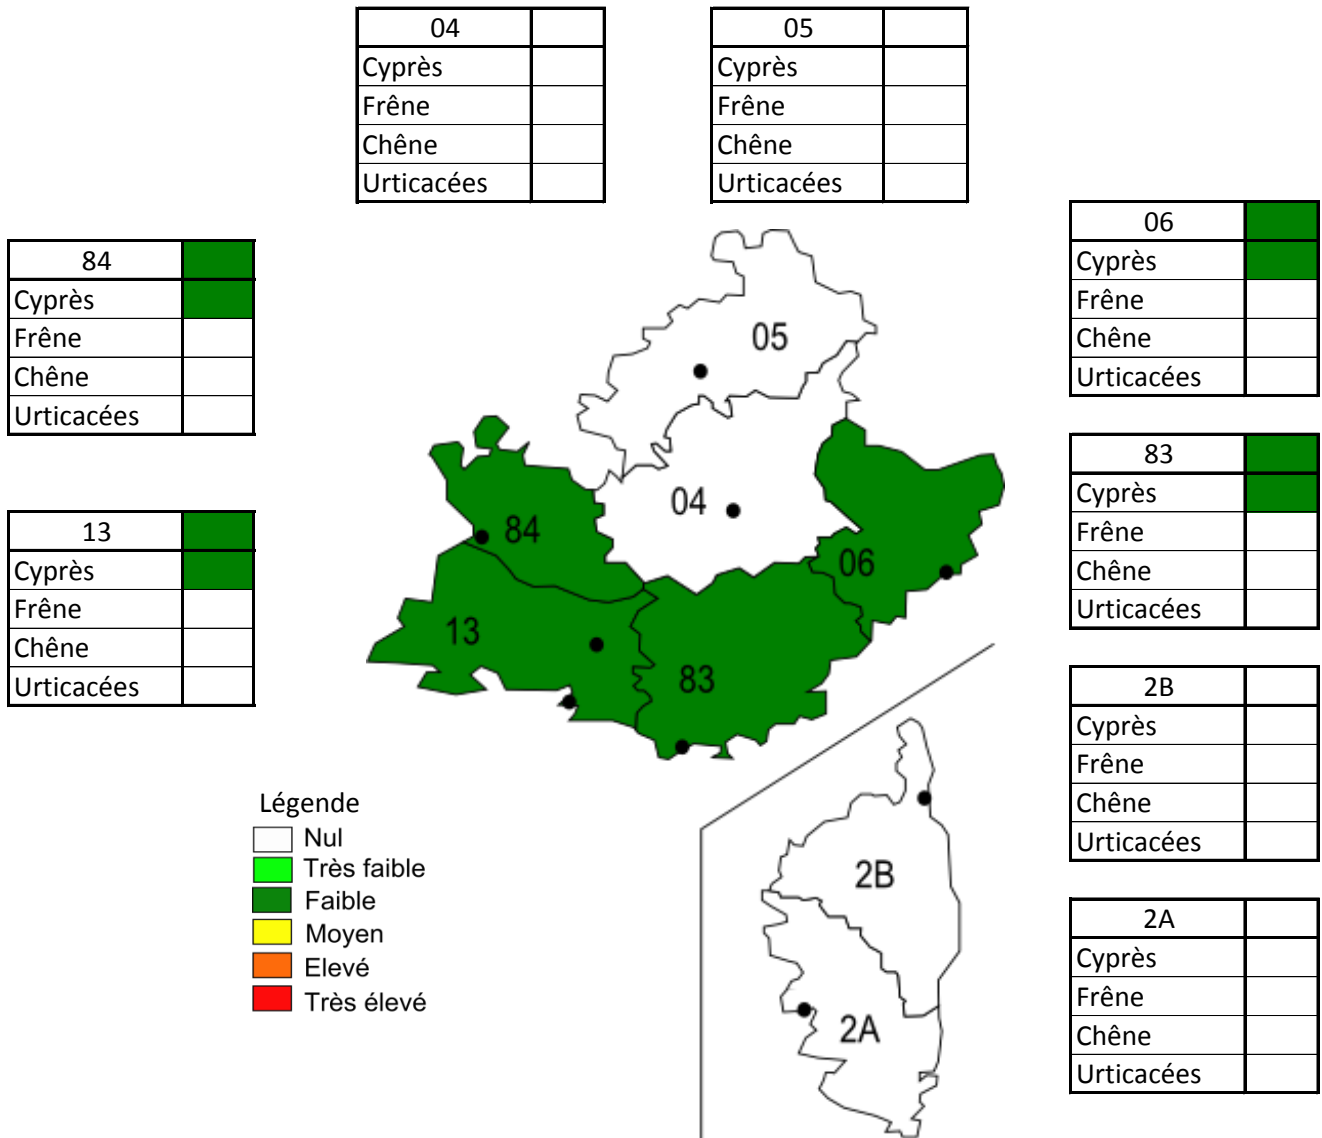 04
Cyprès
Frêne
Chêne
Urticacées
05
Cyprès
Frêne
Chêne
Urticacées
84
Cyprès
Frêne
Chêne
Urticacées
13
Cyprès
Frêne
Chêne
Urticacées
06
Cyprès
Frêne
Chêne
Urticacées
83
Cyprès
Frêne
Chêne
Urticacées
2B
Cyprès
Frêne
Chêne
Urticacées
2A
Cyprès
Frêne
Chêne
Urticacées
05
04
84
06
13
83
2B
2A
Légende
Nul
Très faible
Faible
Moyen
Elevé
Très élevé